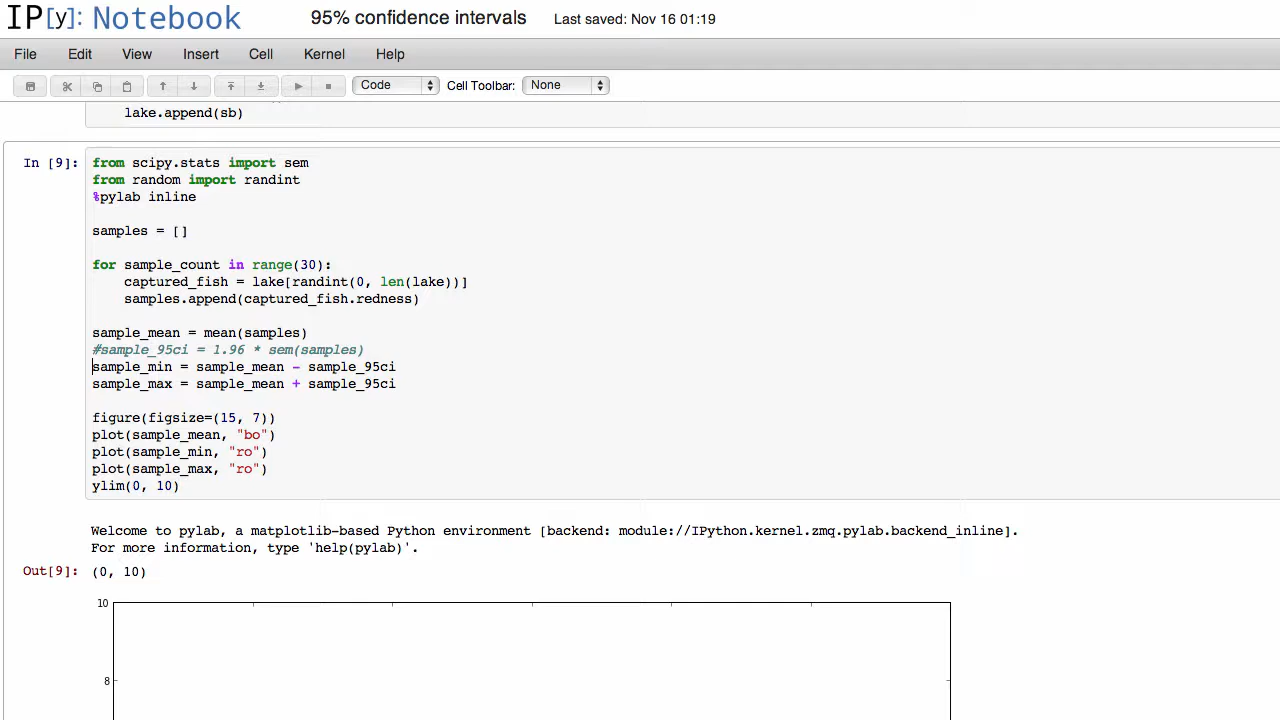 IP[y]: Notebook 95% confidence intervals Last saved: Nov 16 01:19
File Edit View Insert Cell Kernel Help
Code Cell Toolbar: None
lake.append(sb)
In [9]: from scipy.stats import sem
from random import randint
%pylab inline
samples = []
for sample_count in range(30):
captured_fish = lake[randint(0, len(lake))]
samples.append(captured_fish.redness)
sample_mean = mean(samples)
#sample_95ci = 1.96 * sem(samples)
sample_min = sample_mean - sample_95ci
sample_max = sample_mean + sample_95ci
figure(figsize=(15, 7))
plot(sample_mean, "bo")
plot(sample_min, "ro")
plot(sample_max, "ro")
ylim(0, 10)
Welcome to pylab, a matplotlib-based Python environment [backend: module://IPython.kernel.zmq.pylab.backend_inline].
For more information, type 'help(pylab)'.
Out[9]: (0, 10)
10
8